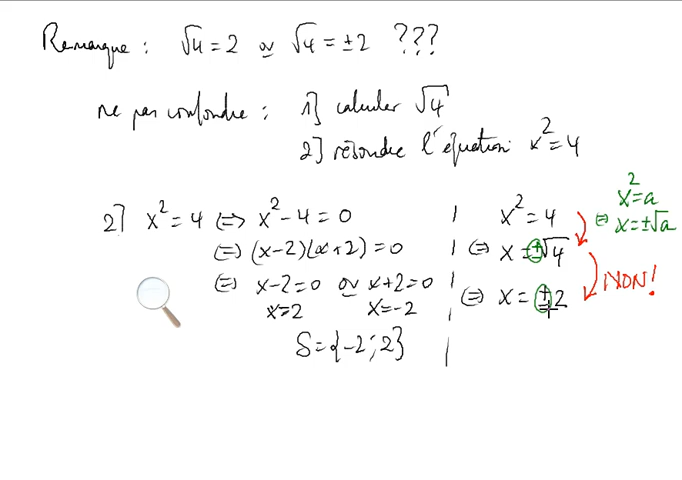 Remarque : √4 = 2 ou √4 = ±2 ???
ne pas confondre : 1] calculer √4
2] résoudre l'équation x² = 4
2] x² = 4 ⇔ x² - 4 = 0
⇔ (x-2)(x+2) = 0
⇔ x-2=0 ou x+2=0
x=2 x=-2
S = {-2; 2}
x² = 4
⇔ x = ±√4
⇔ x = ±2
x² = a
⇔ x = ±√a
NON!